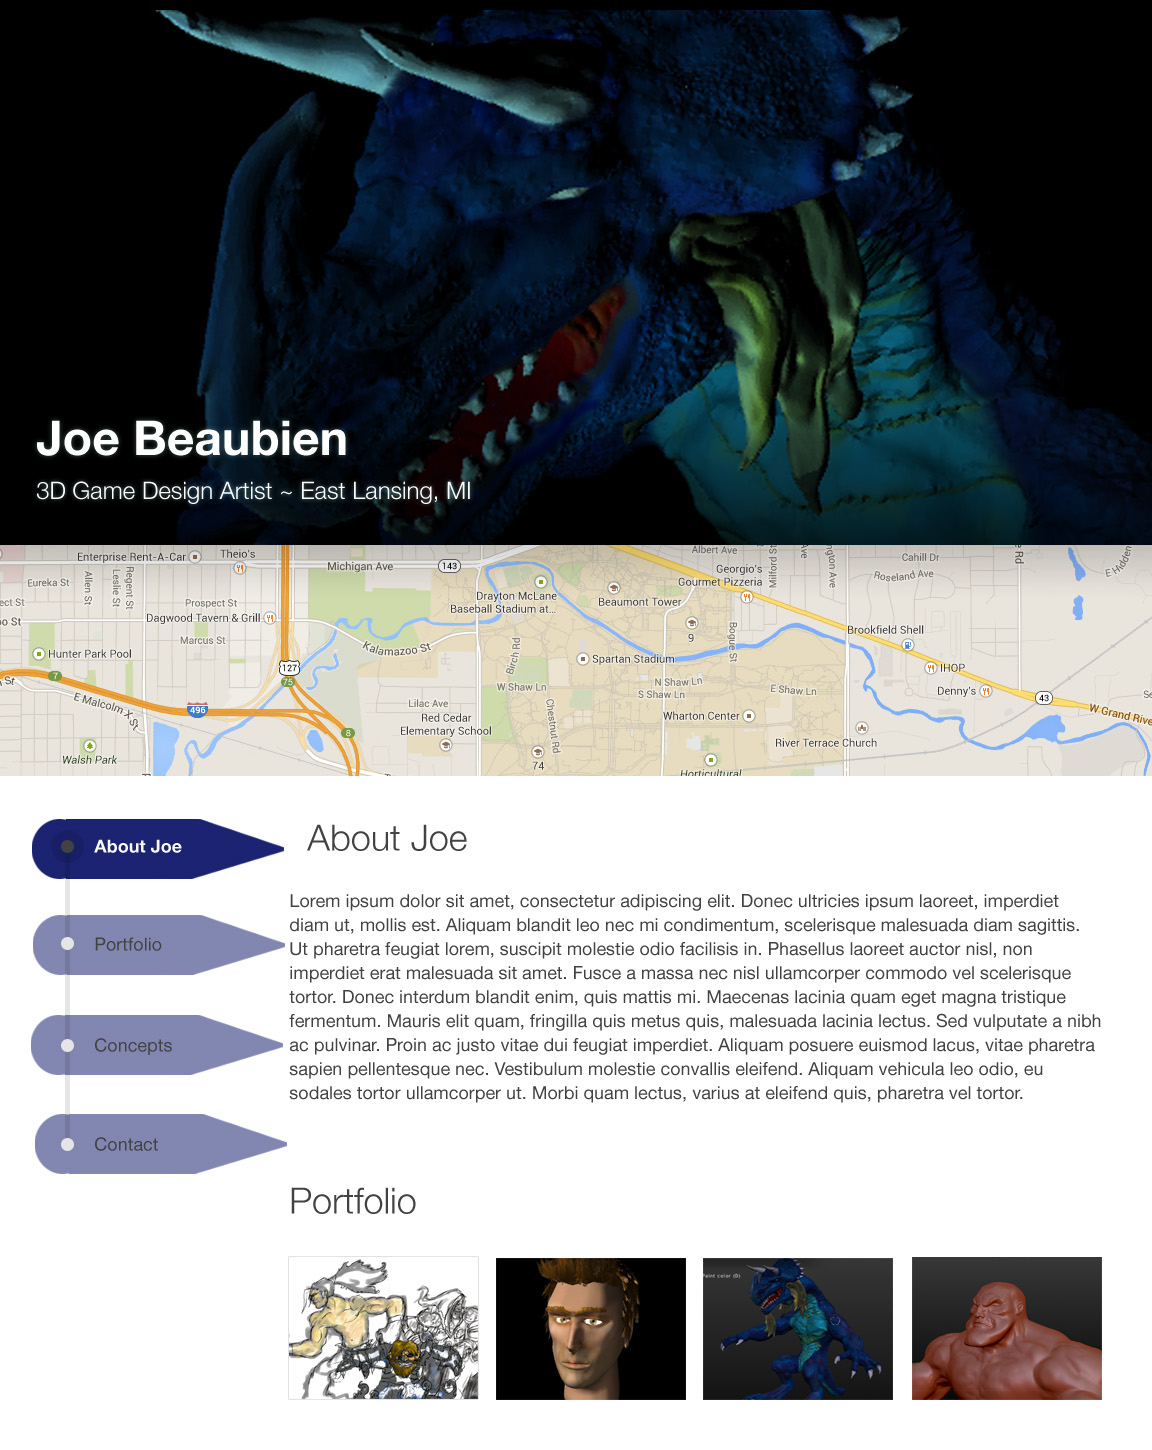 Joe Beaubien
3D Game Design Artist ~ East Lansing, MI
Enterprise Rent-A-Car
Theio's
Michigan Ave
143
Albert Ave
Milford St
Cahill Dr
Rd
E Hidden
Eureka St
Allen St
Leslie St
Regent St
Drayton McLane
Baseball Stadium at...
Beaumont Tower
Georgio's
Gourmet Pizzeria
Roseland Ave
Prospect St
Dagwood Tavern & Grill
Marcus St
Kalamazoo St
9
Brookfield Shell
Hunter Park Pool
127
75
Birch Rd
Spartan Stadium
Bogue St
IHOP
7
E Malcolm X St
496
W Shaw Ln
N Shaw Ln
S Shaw Ln
E Shaw Ln
Denny's
43
W Grand Rive
Lilac Ave
Red Cedar
Elementary School
Chestnut Rd
Wharton Center
8
Walsh Park
74
River Terrace Church
Horticultural
About Joe
Portfolio
Concepts
Contact
About Joe
Lorem ipsum dolor sit amet, consectetur adipiscing elit. Donec ultricies ipsum laoreet, imperdiet
diam ut, mollis est. Aliquam blandit leo nec mi condimentum, scelerisque malesuada diam sagittis.
Ut pharetra feugiat lorem, suscipit molestie odio facilisis in. Phasellus laoreet auctor nisl, non
imperdiet erat malesuada sit amet. Fusce a massa nec nisl ullamcorper commodo vel scelerisque
tortor. Donec interdum blandit enim, quis mattis mi. Maecenas lacinia quam eget magna tristique
fermentum. Mauris elit quam, fringilla quis metus quis, malesuada lacinia lectus. Sed vulputate a nibh
ac pulvinar. Proin ac justo vitae dui feugiat imperdiet. Aliquam posuere euismod lacus, vitae pharetra
sapien pellentesque nec. Vestibulum molestie convallis eleifend. Aliquam vehicula leo odio, eu
sodales tortor ullamcorper ut. Morbi quam lectus, varius at eleifend quis, pharetra vel tortor.
Portfolio
Paint color (B)